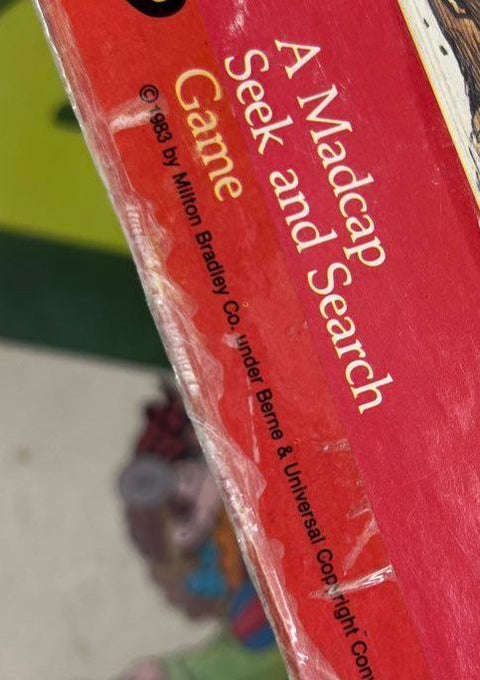 A Madcap
Seek and Search
Game
© 1983 by Milton Bradley Co. under Berne & Universal Copyright